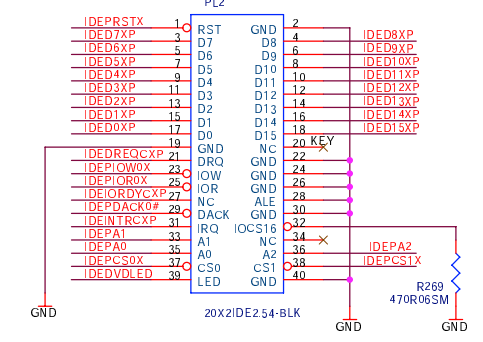 PL2
IDEPRSTX 1 RST GND 2
IDED7XP 3 D7 D8 4 IDED8XP
IDED6XP 5 D6 D9 6 IDED9XP
IDED5XP 7 D5 D10 8 IDED10XP
IDED4XP 9 D4 D11 10 IDED11XP
IDED3XP 11 D3 D12 12 IDED12XP
IDED2XP 13 D2 D13 14 IDED13XP
IDED1XP 15 D1 D14 16 IDED14XP
IDED0XP 17 D0 D15 18 IDED15XP
19 GND NC 20 KEY
IDEDREQCXP 21 DRQ GND 22
IDEPIOW0X 23 IOW GND 24
IDEPIOR0X 25 IOR GND 26
IDEIORDYCXP 27 NC ALE 28
IDEPDACK0# 29 DACK GND 30
IDEINTRCXP 31 IRQ IOCS16 32
IDEPA1 33 A1 NC 34
IDEPA0 35 A0 A2 36 IDEPA2
IDEPCS0X 37 CS0 CS1 38 IDEPCS1X
IDEDVDLED 39 LED GND 40
R269
470R06SM
20X2IDE2.54-BLK
GND GND GND